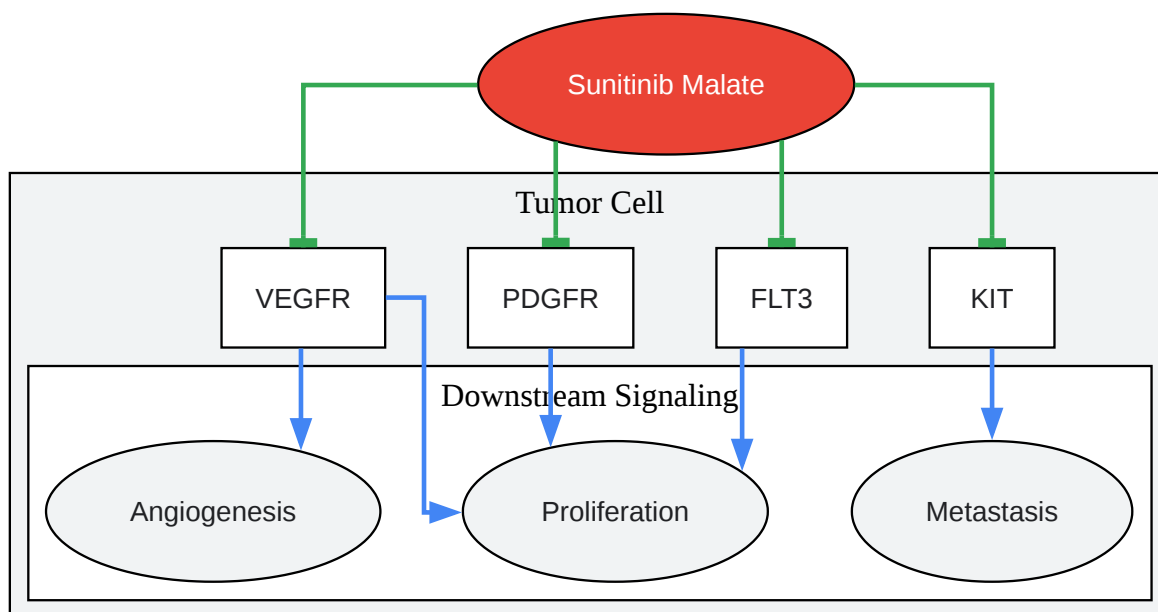 Sunitinib Malate
Tumor Cell
VEGFR
PDGFR
FLT3
KIT
Downstream Signaling
Angiogenesis
Proliferation
Metastasis